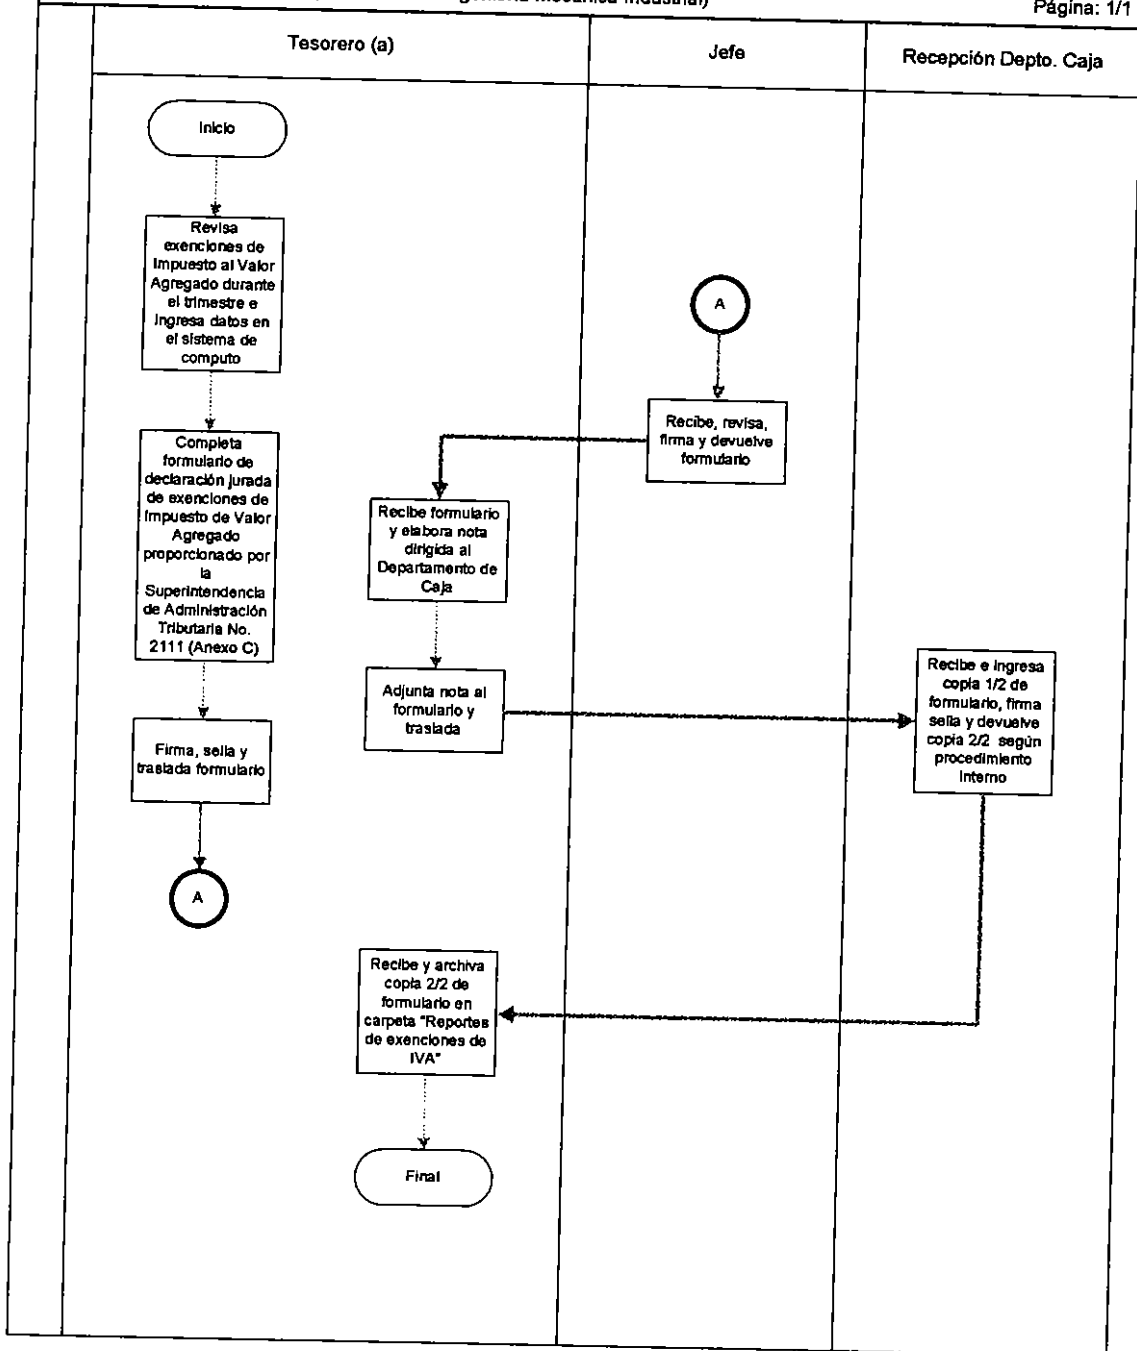 Mecánica Industrial)
Página: 1/1
Tesorero (a)
Jefe
Recepción Depto. Caja
Inicio
Revisa
exenciones de
Impuesto al Valor
Agregado durante
el trimestre e
Ingresa datos en
el sistema de
computo
Completa
formulario de
declaración jurada
de exenciones de
Impuesto de Valor
Agregado
proporcionado por
la
Superintendencia
de Administración
Tributaria No.
2111 (Anexo C)
Firma, sella y
traslada formulario
A
A
Recibe, revisa,
firma y devuelve
formulario
Recibe formulario
y elabora nota
dirigida al
Departamento de
Caja
Adjunta nota al
formulario y
traslada
Recibe e ingresa
copia 1/2 de
formulario, firma
sella y devuelve
copia 2/2 según
procedimiento
Interno
Recibe y archiva
copia 2/2 de
formulario en
carpeta "Reportes
de exenciones de
IVA"
Final